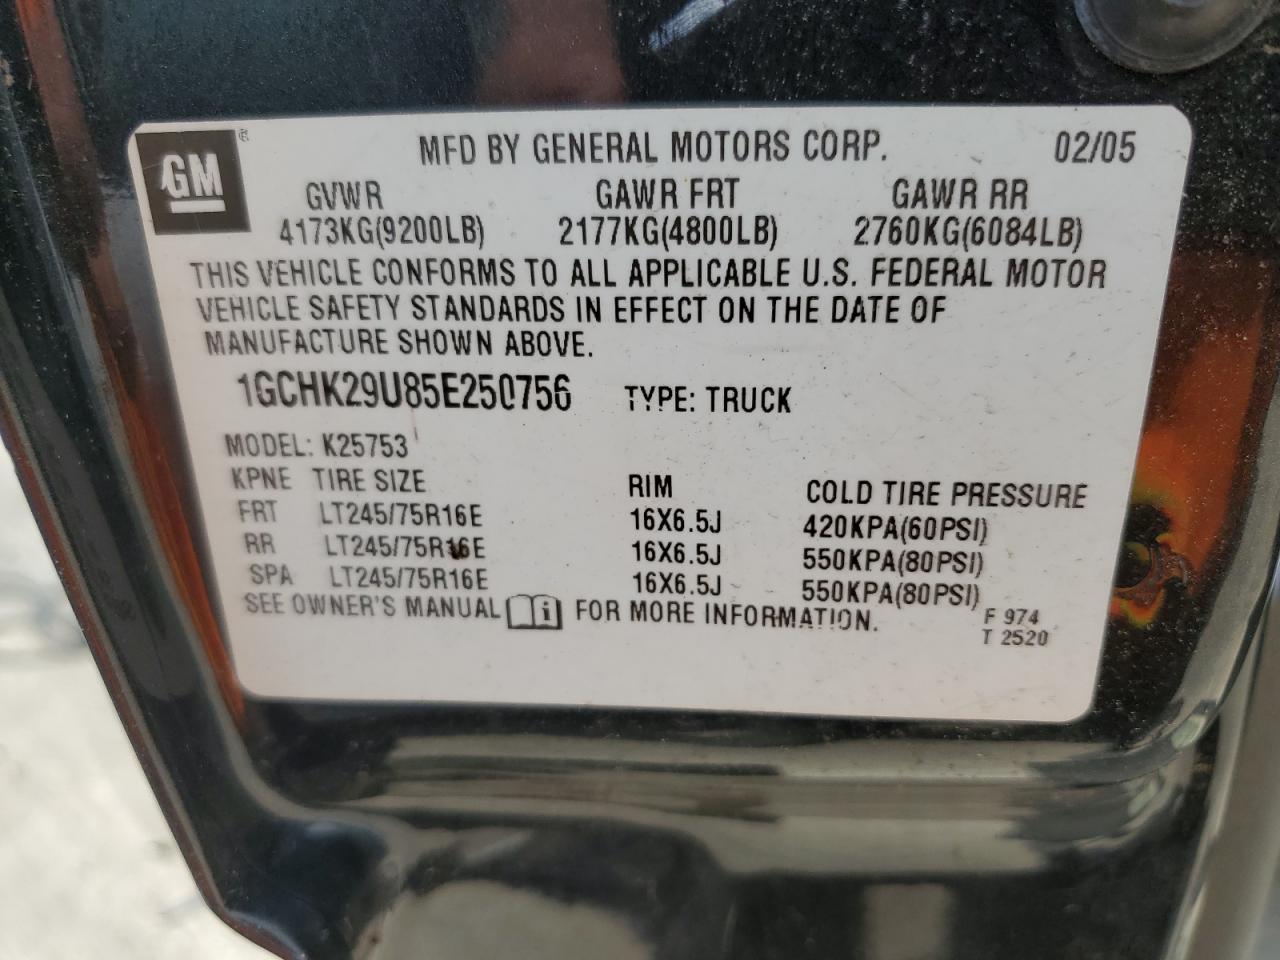 GM ® MFD BY GENERAL MOTORS CORP. 02/05
GVWR GAWR FRT GAWR RR
4173KG(9200LB) 2177KG(4800LB) 2760KG(6084LB)
THIS VEHICLE CONFORMS TO ALL APPLICABLE U.S. FEDERAL MOTOR
VEHICLE SAFETY STANDARDS IN EFFECT ON THE DATE OF
MANUFACTURE SHOWN ABOVE.
1GCHK29U85E250756 TYPE: TRUCK
MODEL: K25753
KPNE TIRE SIZE RIM COLD TIRE PRESSURE
FRT LT245/75R16E 16X6.5J 420KPA(60PSI)
RR LT245/75R16E 16X6.5J 550KPA(80PSI)
SPA LT245/75R16E 16X6.5J 550KPA(80PSI)
SEE OWNER'S MANUAL i FOR MORE INFORMATION. F 974
T 2520